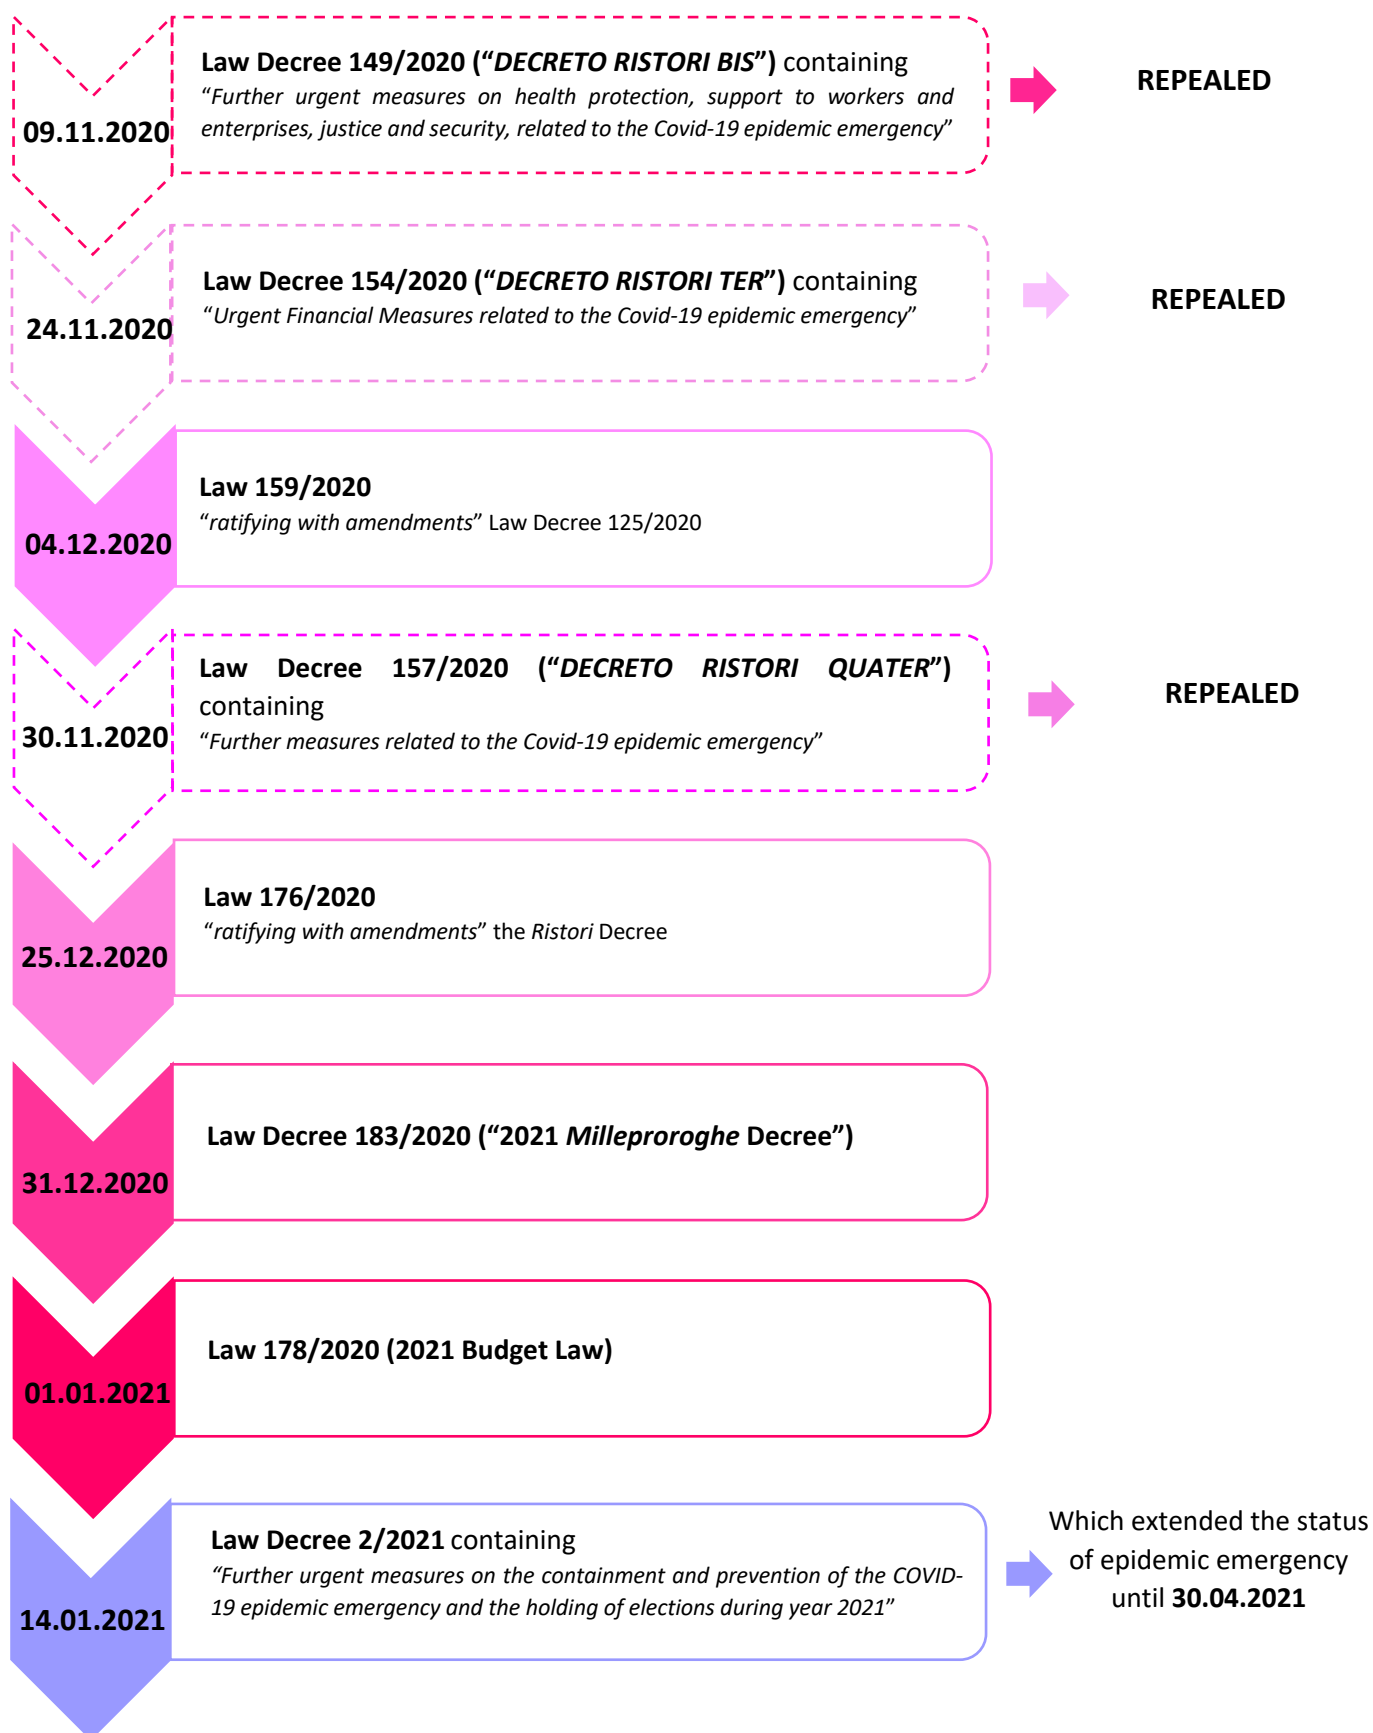 Law Decree 149/2020 (“DECRETO RISTORI BIS”) containing
“Further urgent measures on health protection, support to workers and
enterprises, justice and security, related to the Covid-19 epidemic emergency”
REPEALED
09.11.2020
Law Decree 154/2020 (“DECRETO RISTORI TER”) containing
“Urgent Financial Measures related to the Covid-19 epidemic emergency”
REPEALED
24.11.2020
Law 159/2020
“ratifying with amendments” Law Decree 125/2020
04.12.2020
Law Decree 157/2020 (“DECRETO RISTORI QUATER”)
containing
“Further measures related to the Covid-19 epidemic emergency”
REPEALED
30.11.2020
Law 176/2020
“ratifying with amendments” the Ristori Decree
25.12.2020
Law Decree 183/2020 (“2021 Milleproroghe Decree”)
31.12.2020
Law 178/2020 (2021 Budget Law)
01.01.2021
Law Decree 2/2021 containing
“Further urgent measures on the containment and prevention of the COVID-
19 epidemic emergency and the holding of elections during year 2021”
14.01.2021
Which extended the status
of epidemic emergency
until 30.04.2021